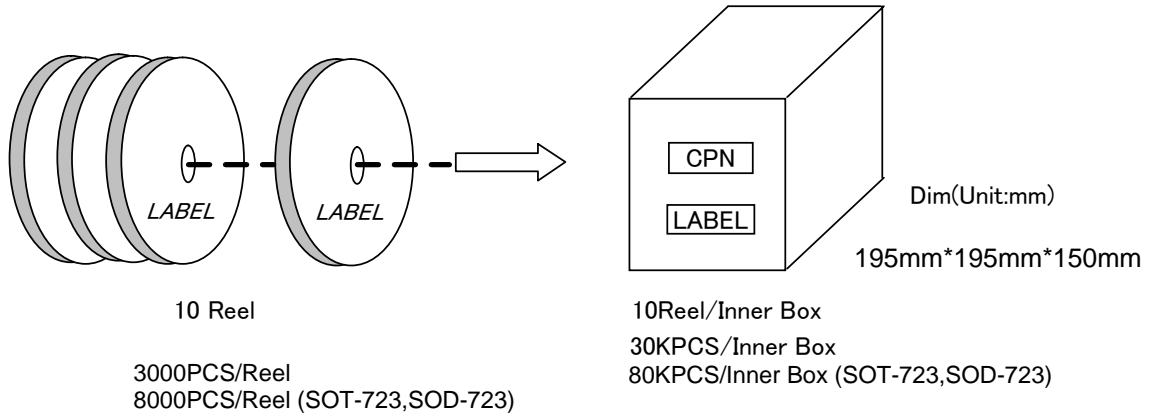 LABEL
LABEL
CPN
LABEL
Dim(Unit:mm)
195mm*195mm*150mm
10 Reel
3000PCS/Reel
8000PCS/Reel (SOT-723,SOD-723)
10Reel/Inner Box
30KPCS/Inner Box
80KPCS/Inner Box (SOT-723,SOD-723)